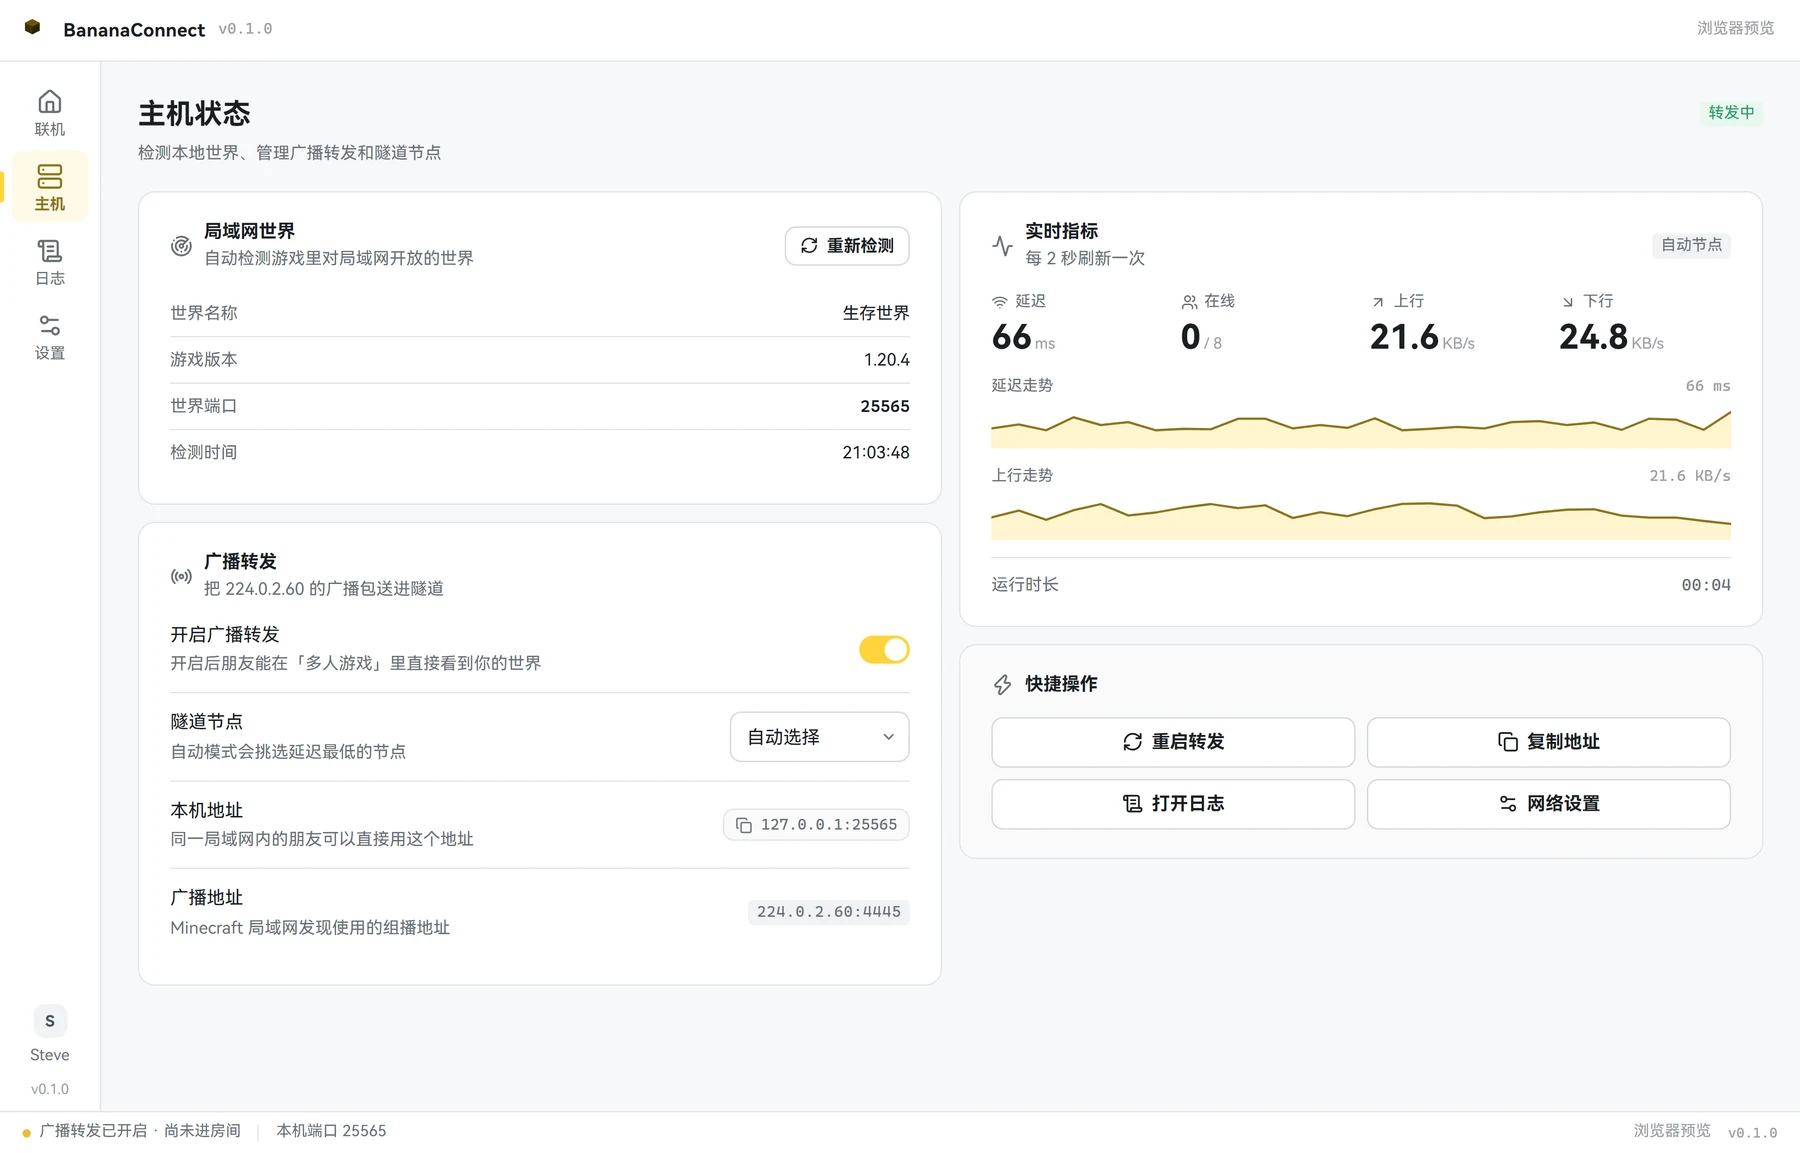 BananaConnect v0.1.0
浏览器预览
联机
主机
日志
设置
S
Steve
v0.1.0
主机状态
检测本地世界、管理广播转发和隧道节点
转发中
局域网世界
自动检测游戏里对局域网开放的世界
重新检测
世界名称 生存世界
游戏版本 1.20.4
世界端口 25565
检测时间 21:03:48
广播转发
把 224.0.2.60 的广播包送进隧道
开启广播转发
开启后朋友能在「多人游戏」里直接看到你的世界
隧道节点
自动模式会挑选延迟最低的节点
自动选择
本机地址
同一局域网内的朋友可以直接用这个地址
127.0.0.1:25565
广播地址
Minecraft 局域网发现使用的组播地址
224.0.2.60:4445
实时指标
每 2 秒刷新一次
自动节点
延迟 在线 上行 下行
66 ms 0 / 8 21.6 KB/s 24.8 KB/s
延迟走势 66 ms
上行走势 21.6 KB/s
运行时长 00:04
快捷操作
重启转发 复制地址
打开日志 网络设置
广播转发已开启 · 尚未进房间 本机端口 25565
浏览器预览 v0.1.0